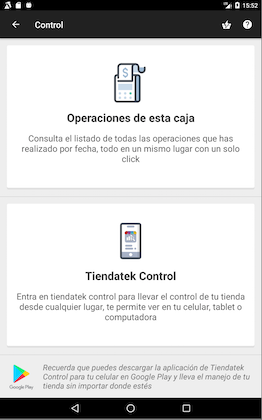 15:52
Control
Operaciones de esta caja
Consulta el listado de todas las operaciones que has
realizado por fecha, todo en un mismo lugar con un solo
click
Tiendatek Control
Entra en tiendatek control para llevar el control de tu tienda
desde cualquier lugar, te permite ver en tu celular, tablet o
computadora
Recuerda que puedes descargar la aplicación de Tiendatek
Control para tu celular en Google Play y lleva el manejo de tu
tienda sin importar donde estés
Google Play